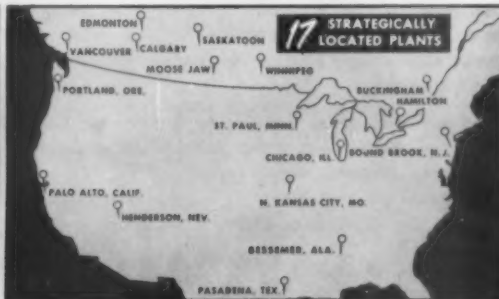 17 STRATEGICALLY
LOCATED PLANTS
EDMONTON
VANCOUVER
CALGARY
SASKATOON
MOOSE JAW
WINNIPEG
PORTLAND, ORE.
BUCKINGHAM
HAMILTON
ST. PAUL, MINN.
CHICAGO, ILL.
BOUND BROOK, N.J.
PALO ALTO, CALIF.
N. KANSAS CITY, MO.
HENDERSON, NEV.
BESSEMER, ALA.
PASADENA, TEX.